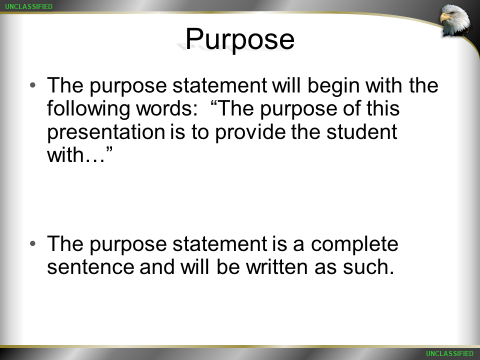 UNCLASSIFIED
Purpose
• The purpose statement will begin with the
following words:  “The purpose of this
presentation is to provide the student
with…”
• The purpose statement is a complete
sentence and will be written as such.
UNCLASSIFIED